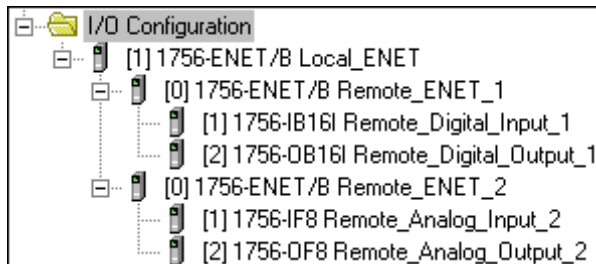 I/O Configuration
[1] 1756-ENET/B Local_ENET
[0] 1756-ENET/B Remote_ENET_1
[1] 1756-IB16I Remote_Digital_Input_1
[2] 1756-OB16I Remote_Digital_Output_1
[0] 1756-ENET/B Remote_ENET_2
[1] 1756-IF8 Remote_Analog_Input_2
[2] 1756-OF8 Remote_Analog_Output_2